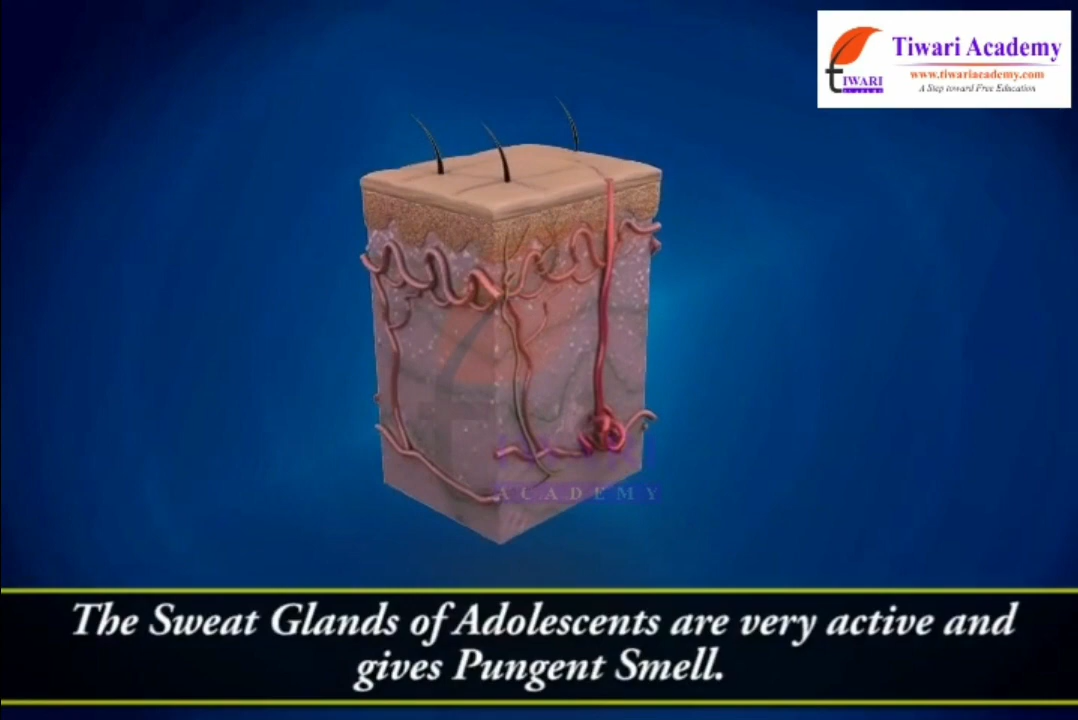 Tiwari Academy
www.tiwariacademy.com
A Step toward Free Education
tIWARI
ACADEMY
ACADEMY
The Sweat Glands of Adolescents are very active and
gives Pungent Smell.